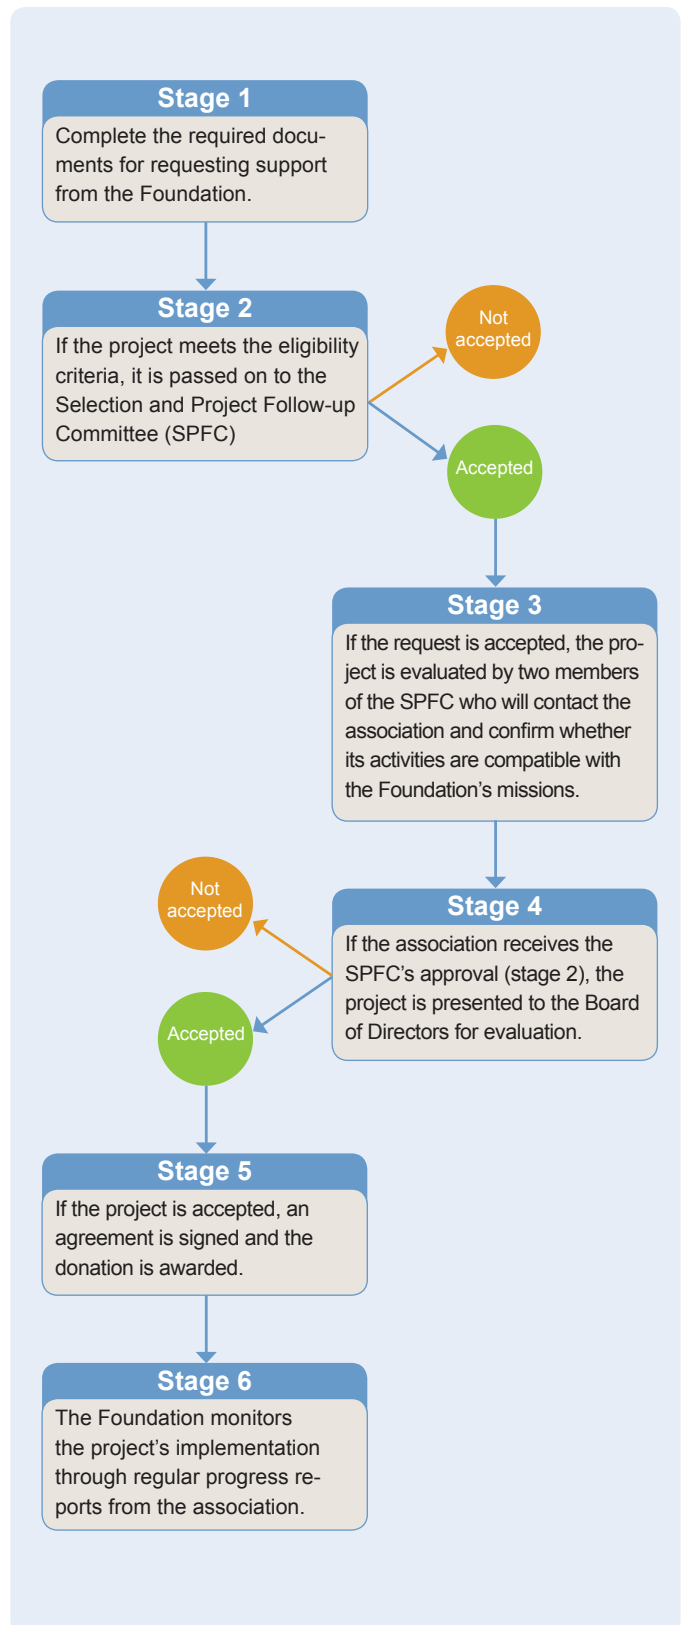 Stage 1
Complete the required docu-
ments for requesting support
from the Foundation.
Stage 2
If the project meets the eligibility
criteria, it is passed on to the
Selection and Project Follow-up
Committee (SPFC)
Not
accepted
Accepted
Stage 3
If the request is accepted, the pro-
ject is evaluated by two members
of the SPFC who will contact the
association and confirm whether
its activities are compatible with
the Foundation's missions.
Stage 4
If the association receives the
SPFC's approval (stage 2), the
project is presented to the Board
of Directors for evaluation.
Not
accepted
Accepted
Stage 5
If the project is accepted, an
agreement is signed and the
donation is awarded.
Stage 6
The Foundation monitors
the project's implementation
through regular progress re-
ports from the association.